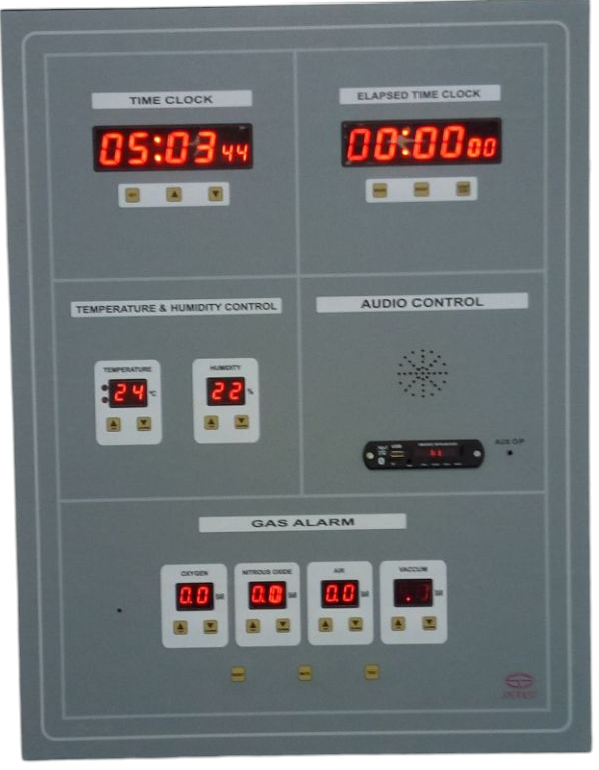 TIME CLOCK
ELAPSED TIME CLOCK
05:03 44
00:00 00
TEMPERATURE & HUMIDITY CONTROL
AUDIO CONTROL
TEMPERATURE
HUMIDITY
24 °C
22 %
AUX O/P
GAS ALARM
OXYGEN
NITROUS OXIDE
AIR
VACCUM
0.0
0.0
0.0